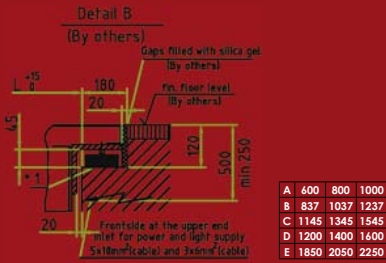 Detail B
(By others)
Gaps filled with silica gel
(By others)
L +15 0
180
Fin. floor level
(By others)
20
45
120
500
min 250
± 1
20
Frontside at the upper end
inlet for power and light supply
5x10mm²(cable) and 3x6mm²(cable)
A 600 800 1000
B 837 1037 1237
C 1145 1345 1545
D 1200 1400 1600
E 1850 2050 2250